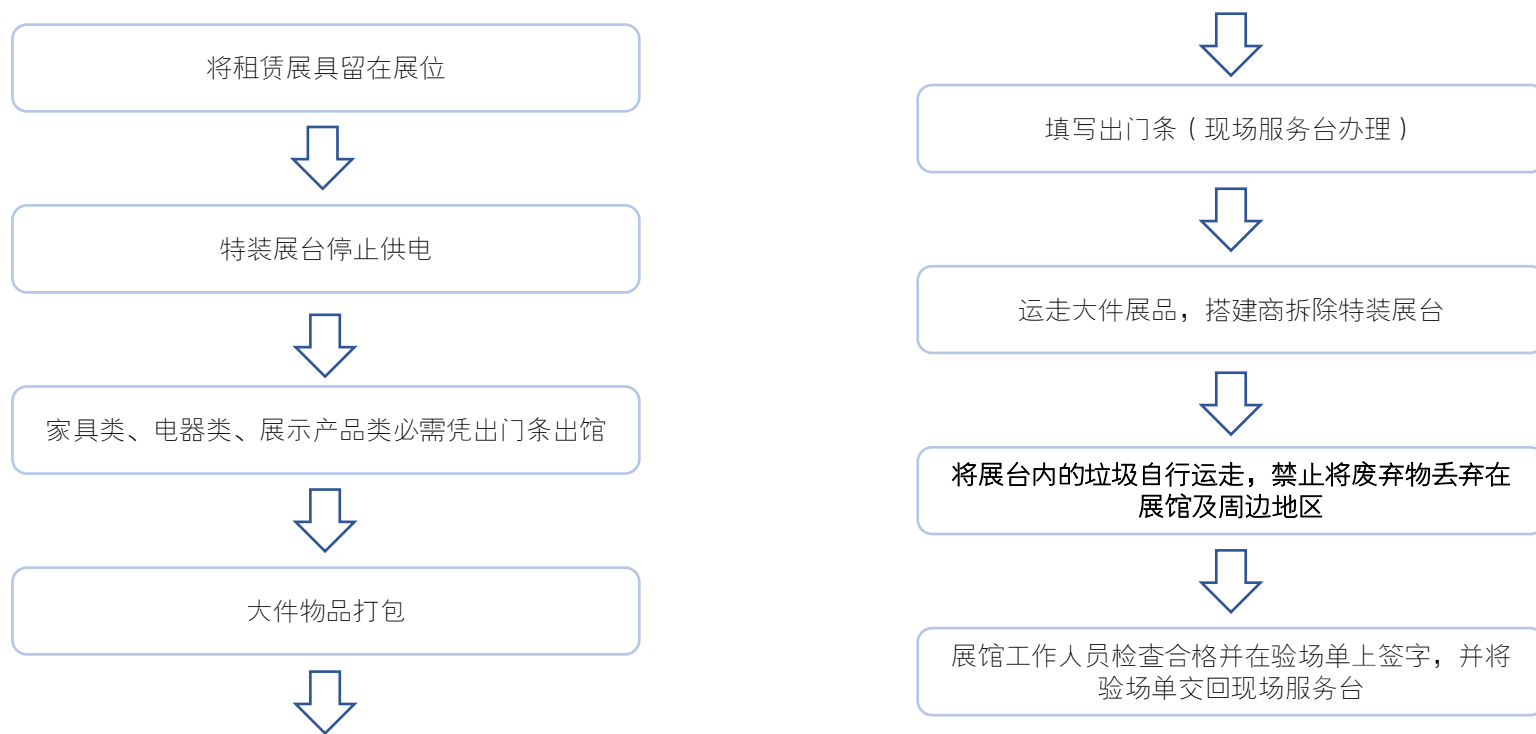 将租赁展具留在展位
特装展台停止供电
家具类、电器类、展示产品类必需凭出门条出馆
大件物品打包
填写出门条（现场服务台办理）
运走大件展品，搭建商拆除特装展台
将展台内的垃圾自行运走，禁止将废弃物丢弃在
展馆及周边地区
展馆工作人员检查合格并在验场单上签字，并将
验场单交回现场服务台